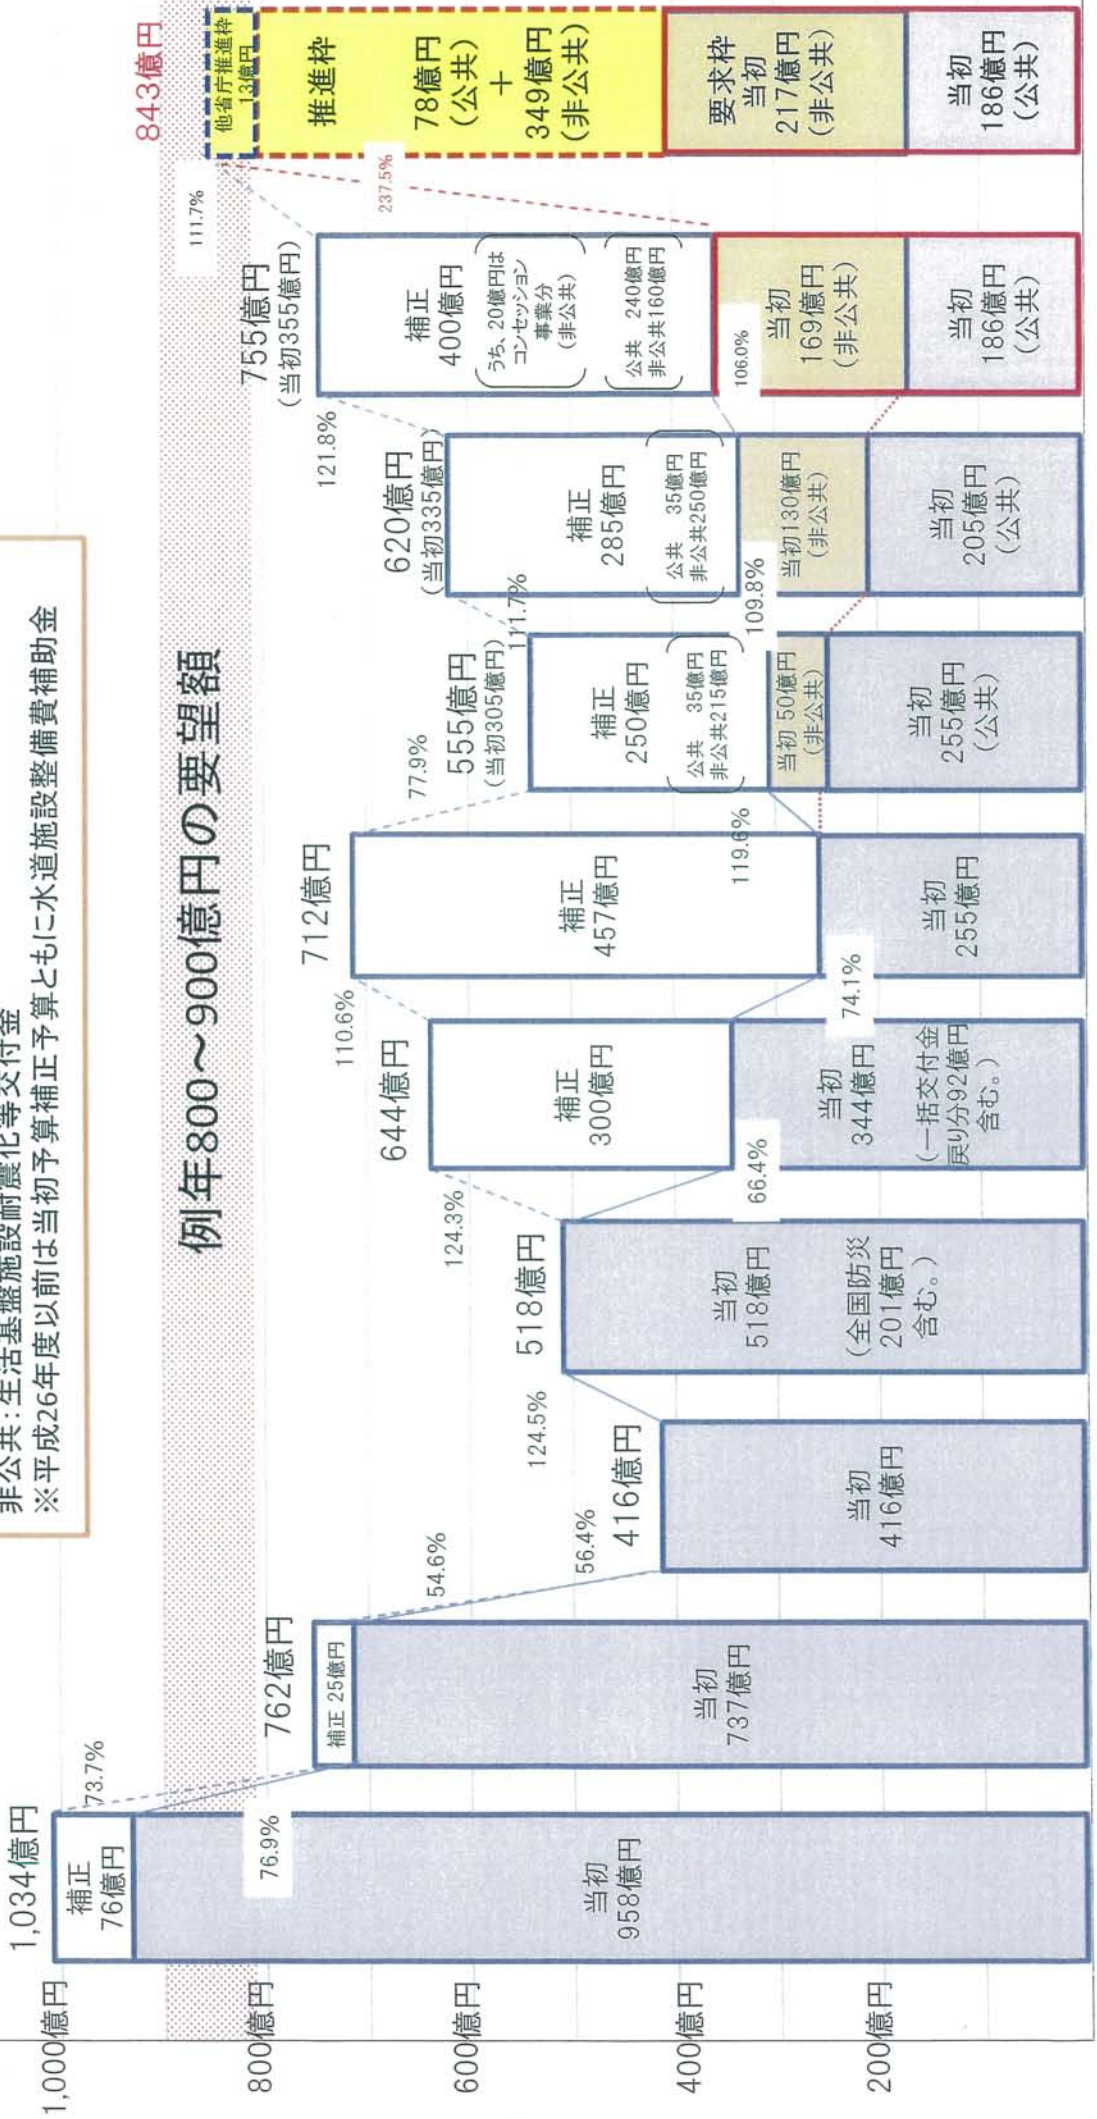 非公共：生活基盤施設耐震化等交付金
※平成26年度以前は当初予算補正予算ともに水道施設整備費補助金
例年800～900億円の要望額
1,000億円
800億円
600億円
400億円
200億円
1,034億円
補正
76億円
当初
958億円
73.7%
76.9%
762億円
補正 25億円
当初
737億円
54.6%
56.4%
416億円
当初
416億円
124.5%
518億円
当初
518億円
（全国防災
201億円
含む。）
124.3%
66.4%
644億円
補正
300億円
当初
344億円
（一括交付金
戻り分92億円
含む。）
110.6%
74.1%
712億円
補正
457億円
当初
255億円
77.9%
119.6%
555億円
（当初305億円）
補正
250億円
公共 35億円
非公共215億円
当初 50億円
（非公共）
当初
255億円
（公共）
111.7%
109.8%
620億円
（当初335億円）
補正
285億円
公共 35億円
非公共250億円
当初130億円
（非公共）
当初
205億円
（公共）
121.8%
106.0%
755億円
（当初355億円）
補正
400億円
うち、20億円は
コンセッション
事業分
（非公共）
公共 240億円
非公共160億円
当初
169億円
（非公共）
当初
186億円
（公共）
111.7%
237.5%
843億円
他省庁推進枠
13億円
推進枠
78億円
（公共）
＋
349億円
（非公共）
要求枠
当初
217億円
（非公共）
当初
186億円
（公共）